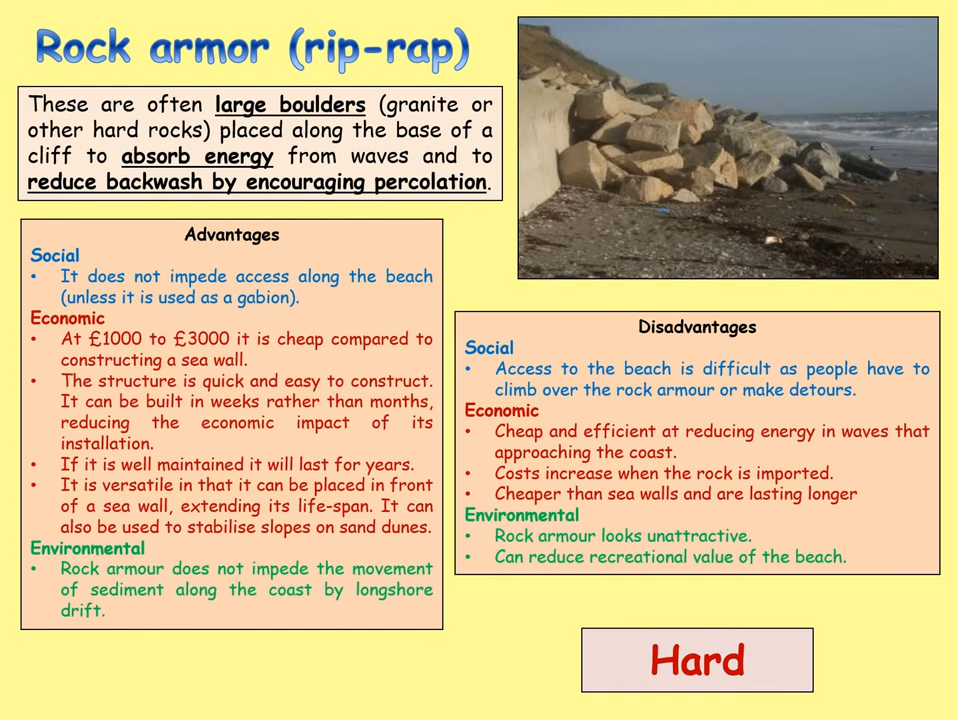 Rock armor (rip-rap)
These are often large boulders (granite or
other hard rocks) placed along the base of a
cliff to absorb energy from waves and to
reduce backwash by encouraging percolation.
Advantages
Social
• It does not impede access along the beach
(unless it is used as a gabion).
Economic
• At £1000 to £3000 it is cheap compared to
constructing a sea wall.
• The structure is quick and easy to construct.
It can be built in weeks rather than months,
reducing the economic impact of its
installation.
• If it is well maintained it will last for years.
• It is versatile in that it can be placed in front
of a sea wall, extending its life-span. It can
also be used to stabilise slopes on sand dunes.
Environmental
• Rock armour does not impede the movement
of sediment along the coast by longshore
drift.
Disadvantages
Social
• Access to the beach is difficult as people have to
climb over the rock armour or make detours.
Economic
• Cheap and efficient at reducing energy in waves that
approaching the coast.
• Costs increase when the rock is imported.
• Cheaper than sea walls and are lasting longer
Environmental
• Rock armour looks unattractive.
• Can reduce recreational value of the beach.
Hard